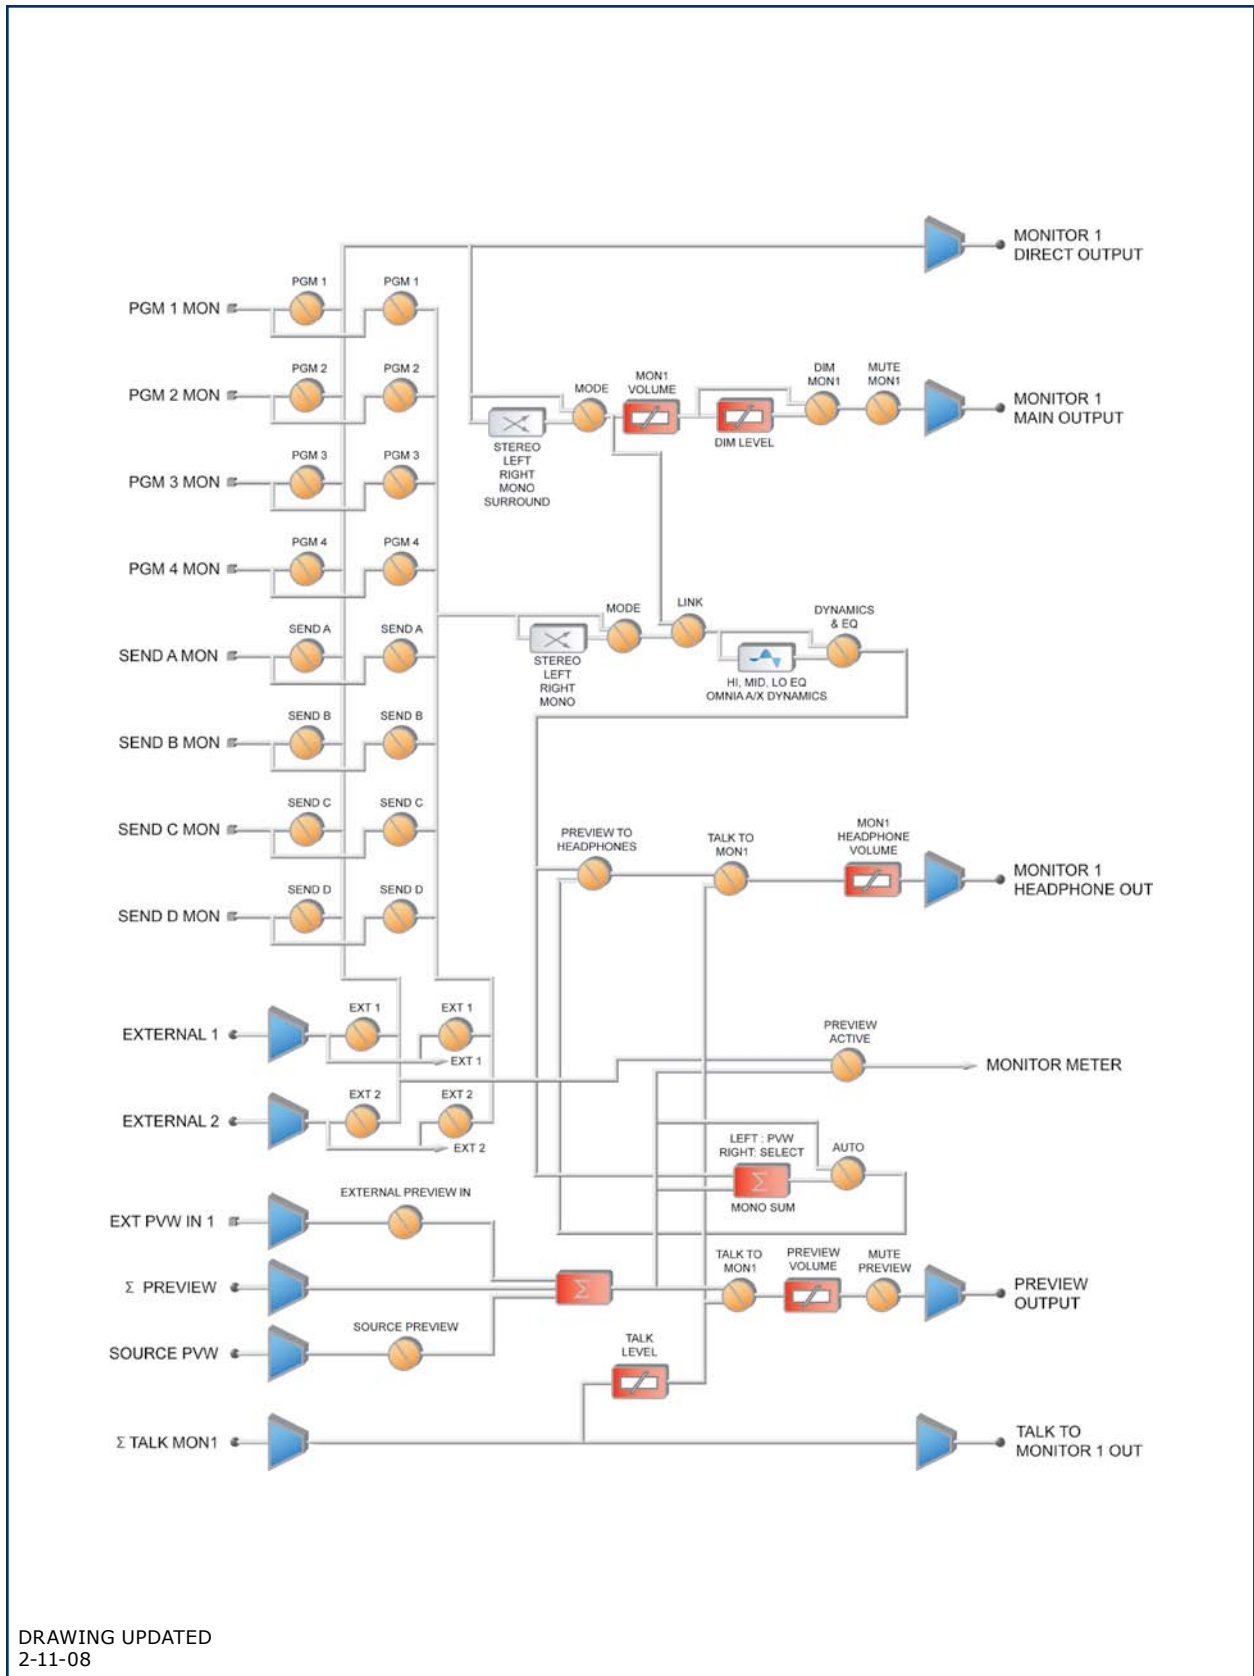 MONITOR 1
DIRECT OUTPUT
PGM 1
PGM 1
PGM 1 MON
PGM 2
PGM 2
PGM 2 MON
MODE
MON1
VOLUME
DIM
MON1
MUTE
MON1
MONITOR 1
MAIN OUTPUT
DIM LEVEL
STEREO
LEFT
RIGHT
MONO
SURROUND
PGM 3
PGM 3
PGM 3 MON
PGM 4
PGM 4
PGM 4 MON
SEND A
SEND A
SEND A MON
MODE
LINK
DYNAMICS
& EQ
STEREO
LEFT
RIGHT
MONO
HI, MID, LO EQ
OMNIA A/X DYNAMICS
SEND B
SEND B
SEND B MON
SEND C
SEND C
SEND C MON
PREVIEW TO
HEADPHONES
TALK TO
MON1
MON1
HEADPHONE
VOLUME
MONITOR 1
HEADPHONE OUT
SEND D
SEND D
SEND D MON
EXT 1
EXT 1
EXTERNAL 1
EXT 1
PREVIEW
ACTIVE
MONITOR METER
EXT 2
EXT 2
EXTERNAL 2
EXT 2
LEFT : PVW
RIGHT: SELECT
AUTO
Σ
MONO SUM
EXTERNAL PREVIEW IN
EXT PVW IN 1
Σ PREVIEW
Σ
TALK TO
MON1
PREVIEW
VOLUME
MUTE
PREVIEW
PREVIEW
OUTPUT
SOURCE PREVIEW
SOURCE PVW
TALK
LEVEL
Σ TALK MON1
TALK TO
MONITOR 1 OUT
DRAWING UPDATED
2-11-08